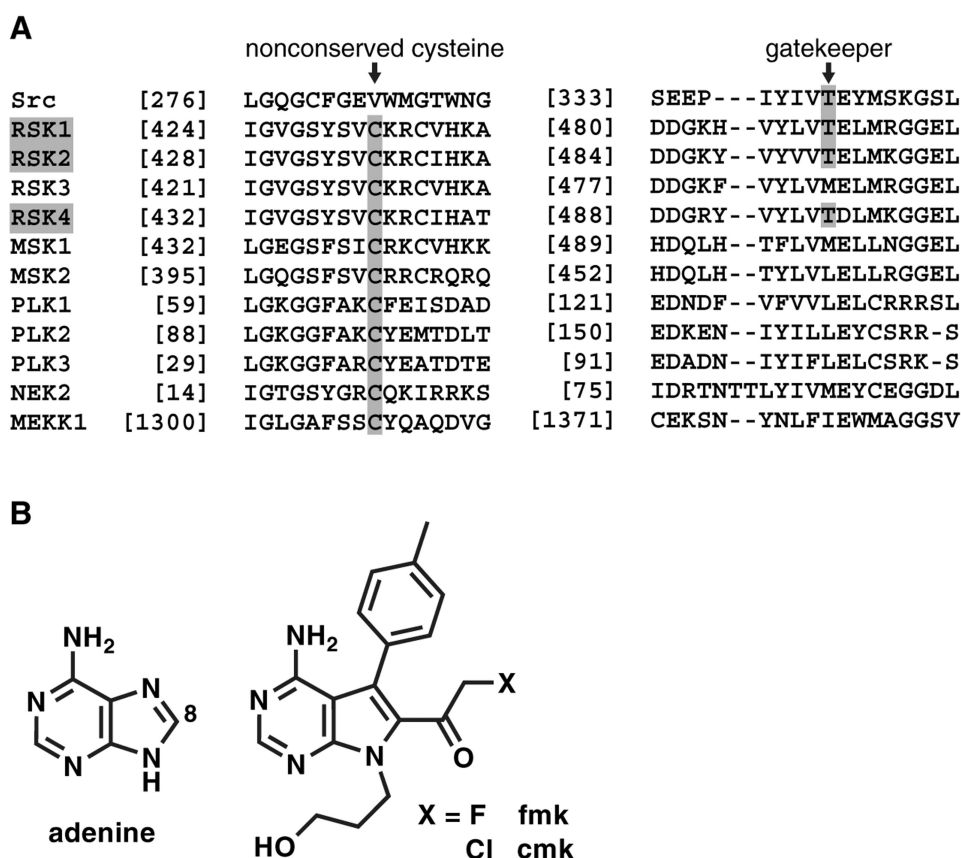 A
nonconserved cysteine gatekeeper
Src [276] LGQGCFGEVWMGTWNG [333] SEEP---IYIVTEYMSKGSL
RSK1 [424] IGVGSYSVCKRCVHKA [480] DDGKH--VYLVTELMRGGEL
RSK2 [428] IGVGSYSVCKRCIHKA [484] DDGKY--VYVVTELMKGGEL
RSK3 [421] IGVGSYSVCKRCVHKA [477] DDGKF--VYLVMELMRGGEL
RSK4 [432] IGVGSYSVCKRCIHAT [488] DDGRY--VYLVTDLMKGGEL
MSK1 [432] LGEGSFSICRKCVHKK [489] HDQLH--TFLVMELLNGGEL
MSK2 [395] LGQGSFSVCRRCRQRQ [452] HDQLH--TYLVLELLRGGEL
PLK1 [59] LGKGGFAKCFEISDAD [121] EDNDF--VFVVLELCRRRSL
PLK2 [88] LGKGGFAKCYEMTDLT [150] EDKEN--IYILLEYCSRR-S
PLK3 [29] LGKGGFARCYEATDTE [91] EDADN--IYIFLELCSRK-S
NEK2 [14] IGTGSYGRCQKIRRKS [75] IDRTNTTLYIVMEYCEGGDL
MEKK1 [1300] IGLGAFSSCYQAQDVG [1371] CEKSN--YNLFIEWMAGGSV
B
NH2
N
N
8
N
N
H
adenine
NH2
N
N
N
X
O
HO
X = F fmk
Cl cmk